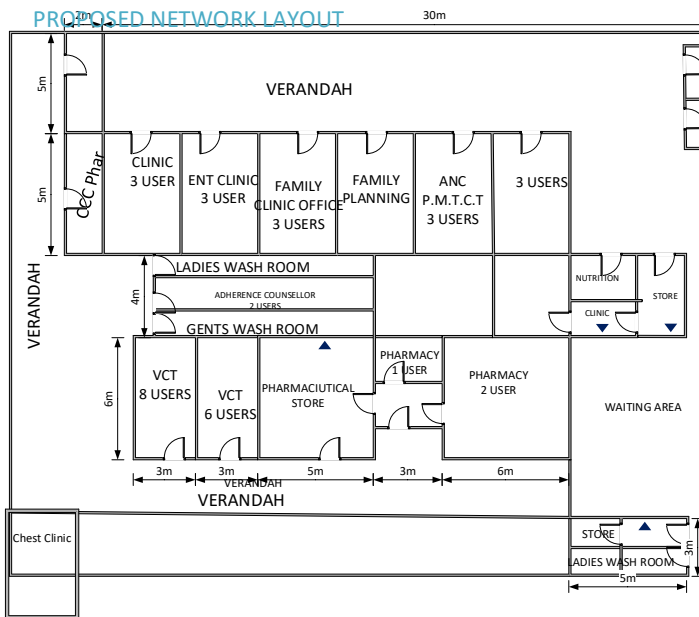 PROPOSED NETWORK LAYOUT
2m
30m
5m
VERANDAH
5m
CCC Phar
CLINIC
3 USER
ENT CLINIC
3 USER
FAMILY
CLINIC OFFICE
3 USERS
FAMILY
PLANNING
ANC
P.M.T.C.T
3 USERS
3 USERS
VERANDAH
4m
LADIES WASH ROOM
ADHERENCE COUNSELLOR
2 USERS
GENTS WASH ROOM
NUTRITION
CLINIC
STORE
6m
VCT
8 USERS
VCT
6 USERS
PHARMACIUTICAL
STORE
PHARMACY
1 USER
PHARMACY
2 USER
WAITING AREA
3m
3m
5m
3m
6m
VERANDAH
VERANDAH
Chest Clinic
STORE
LADIES WASH ROOM
3m
5m